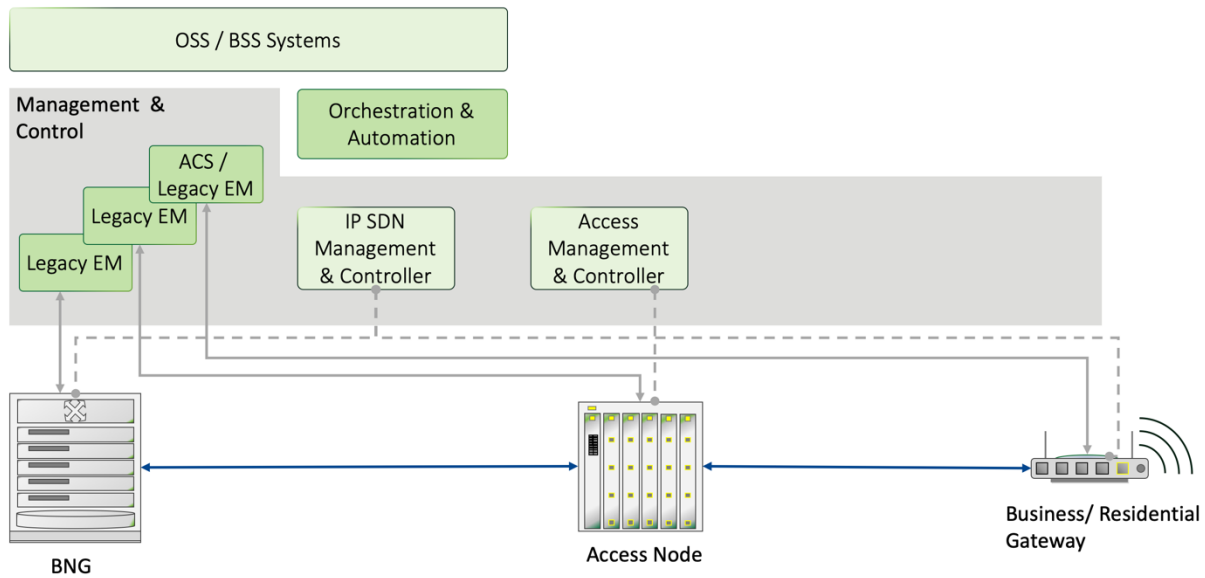 OSS / BSS Systems
Management &
Control
Orchestration &
Automation
ACS /
Legacy EM
Legacy EM
Legacy EM
IP SDN
Management
& Controller
Access
Management
& Controller
BNG
Access Node
Business/ Residential
Gateway